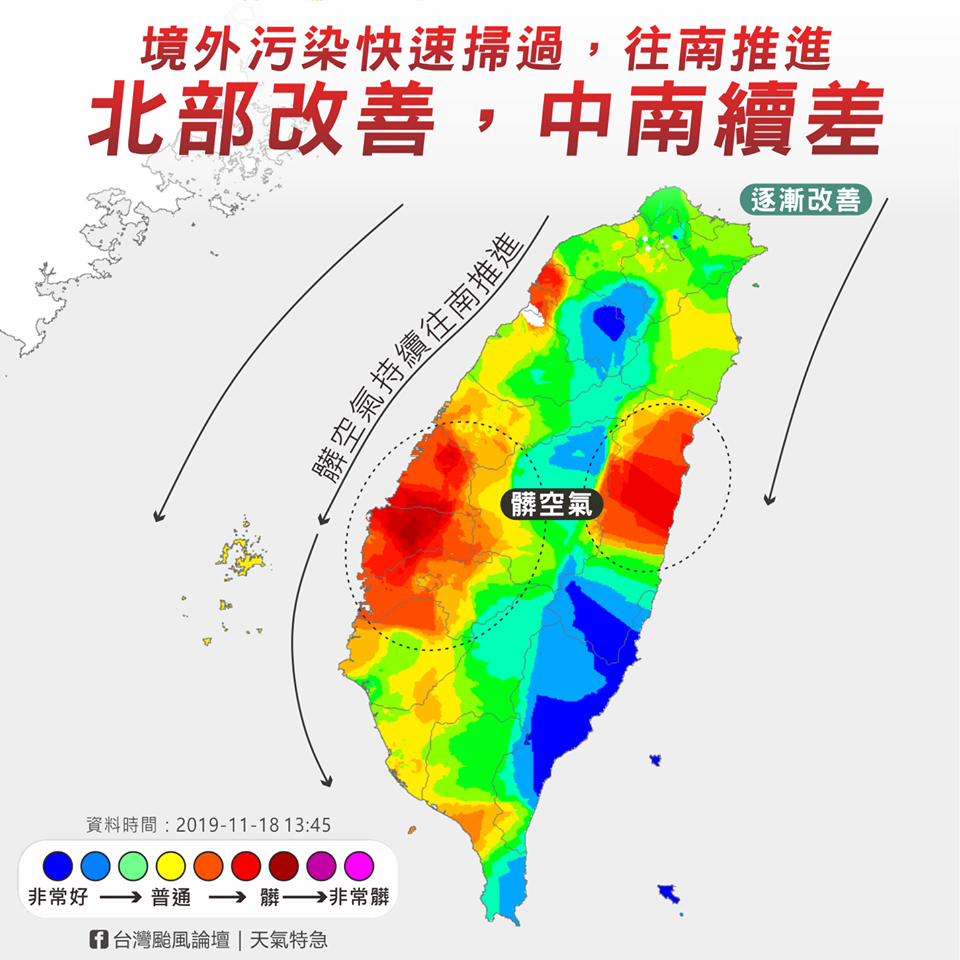 境外污染快速掃過，往南推進
北部改善，中南續差
逐漸改善
髒空氣持續往南推進
髒空氣
資料時間：2019-11-18 13:45
非常好 → 普通 → 髒 → 非常髒
台灣颱風論壇｜天氣特急